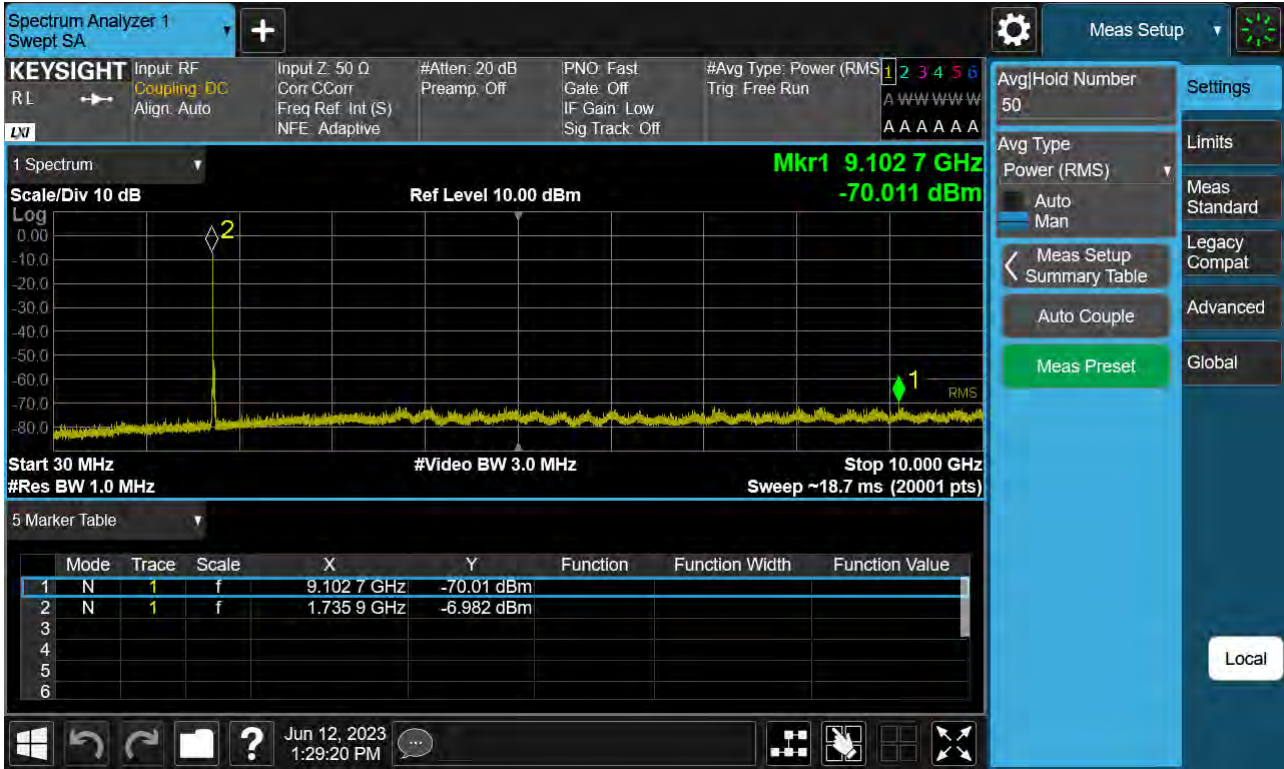 Spectrum Analyzer 1
Swept SA
+
Meas Setup
KEYSIGHT
R L
LXI
Input: RF
Coupling: DC
Align: Auto
Input Z: 50 Ω
Corr CCorr
Freq Ref: Int (S)
NFE: Adaptive
#Atten: 20 dB
Preamp: Off
PNO: Fast
Gate: Off
IF Gain: Low
Sig Track: Off
#Avg Type: Power (RMS
Trig: Free Run
1 2 3 4 5 6
A W W W W W
A A A A A A
Avg|Hold Number
50
Avg Type
Power (RMS)
Auto
Man
Meas Setup
Summary Table
Auto Couple
Meas Preset
Settings
Limits
Meas
Standard
Legacy
Compat
Advanced
Global
Local
1 Spectrum
Mkr1 9.102 7 GHz
-70.011 dBm
Scale/Div 10 dB
Ref Level 10.00 dBm
Log
0.00
-10.0
-20.0
-30.0
-40.0
-50.0
-60.0
-70.0
-80.0
2
1
RMS
Start 30 MHz
#Video BW 3.0 MHz
Stop 10.000 GHz
#Res BW 1.0 MHz
Sweep ~18.7 ms (20001 pts)
5 Marker Table
Mode Trace Scale X Y Function Function Width Function Value
1 N 1 f 9.102 7 GHz -70.01 dBm
2 N 1 f 1.735 9 GHz -6.982 dBm
3
4
5
6
?
Jun 12, 2023
1:29:20 PM